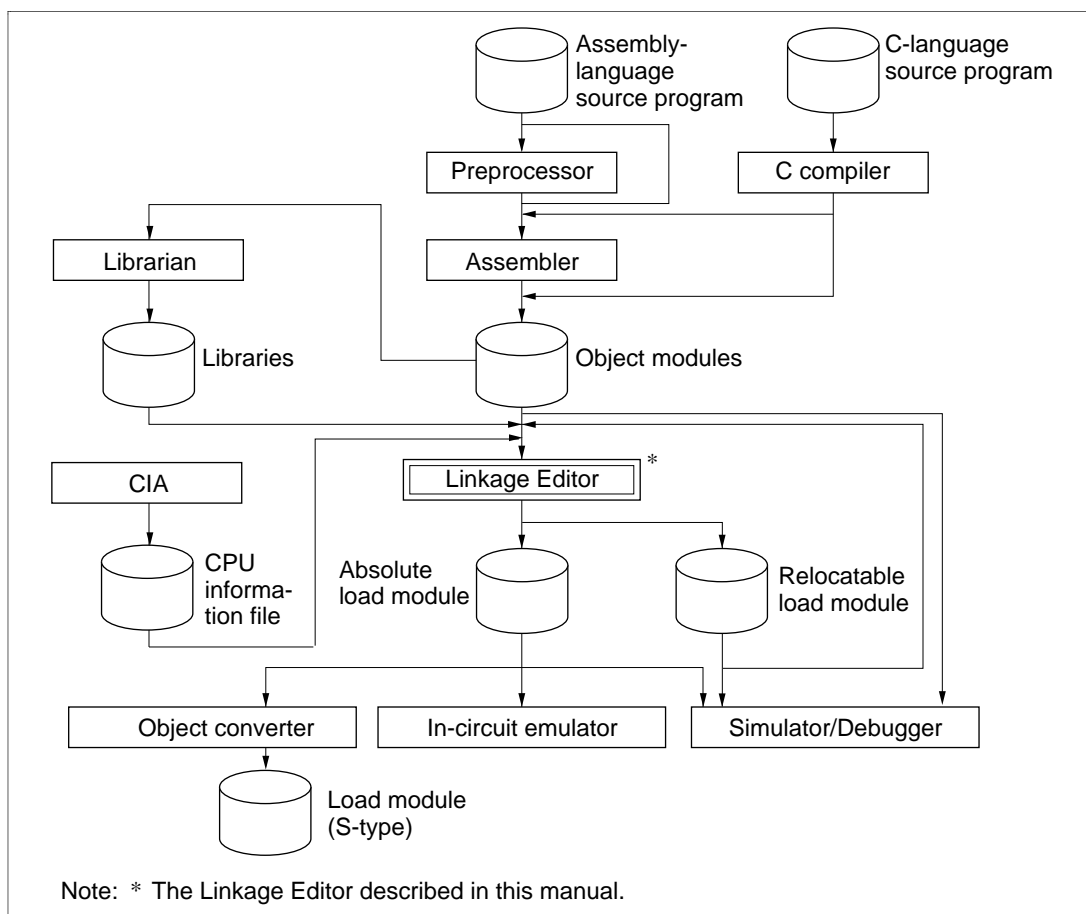 Assembly-
language
source program
C-language
source program
Preprocessor
C compiler
Librarian
Assembler
Libraries
Object modules
CIA
Linkage Editor
*
CPU
informa-
tion file
Absolute
load module
Relocatable
load module
Object converter
In-circuit emulator
Simulator/Debugger
Load module
(S-type)
Note: * The Linkage Editor described in this manual.